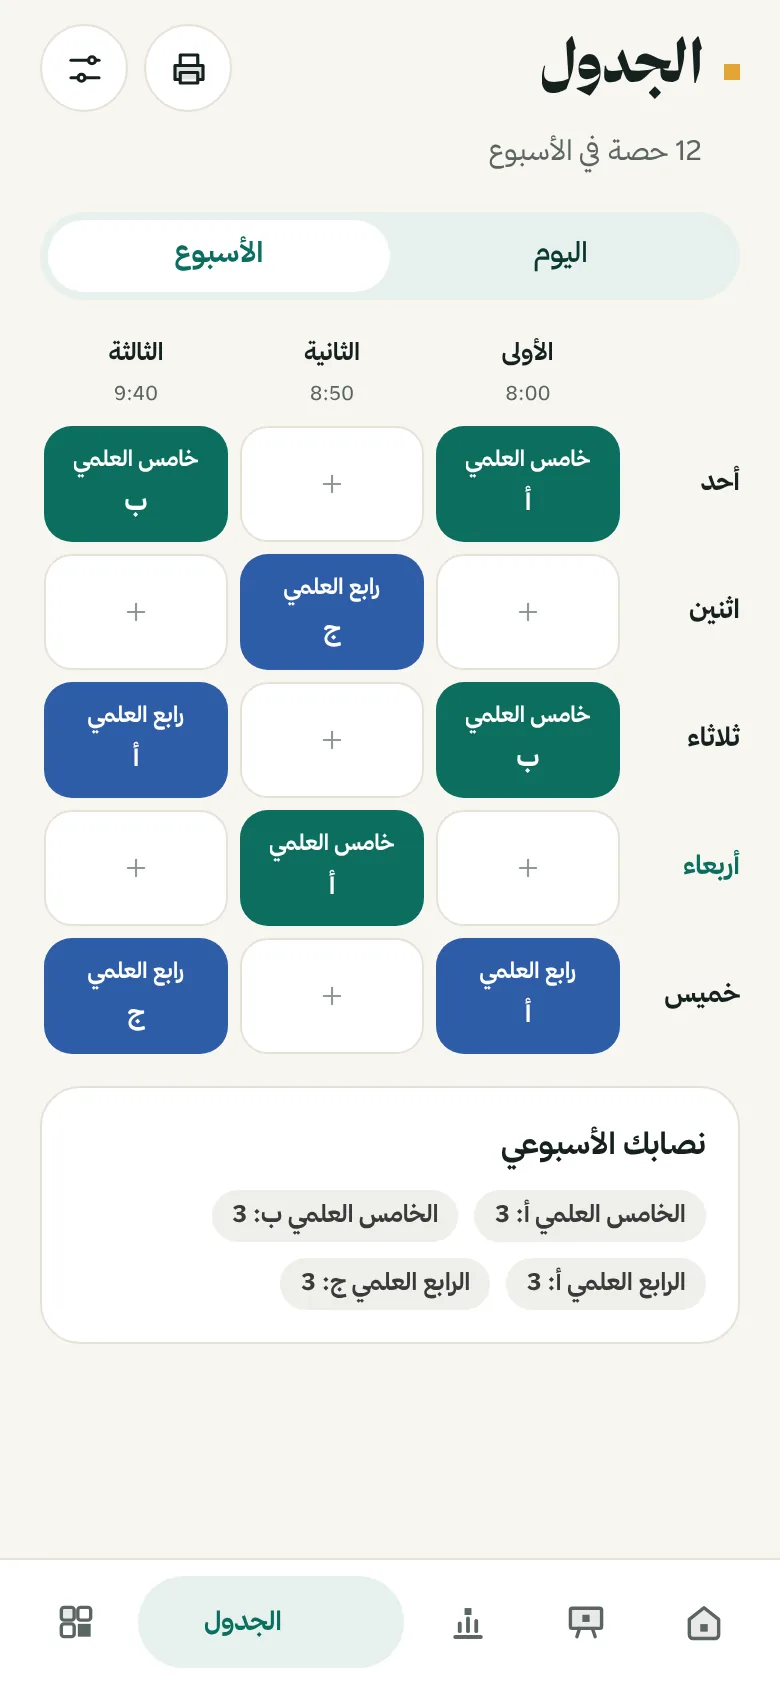 الجدول
12 حصة في الأسبوع
اليوم
الأسبوع
الأولى
الثانية
الثالثة
8:00
8:50
9:40
أحد
خامس العلمي
أ
+
خامس العلمي
ب
اثنين
+
رابع العلمي
ج
+
ثلاثاء
خامس العلمي
ب
+
رابع العلمي
أ
أربعاء
+
خامس العلمي
أ
+
خميس
رابع العلمي
أ
+
رابع العلمي
ج
نصابك الأسبوعي
الخامس العلمي أ: 3
الخامس العلمي ب: 3
الرابع العلمي أ: 3
الرابع العلمي ج: 3
الجدول